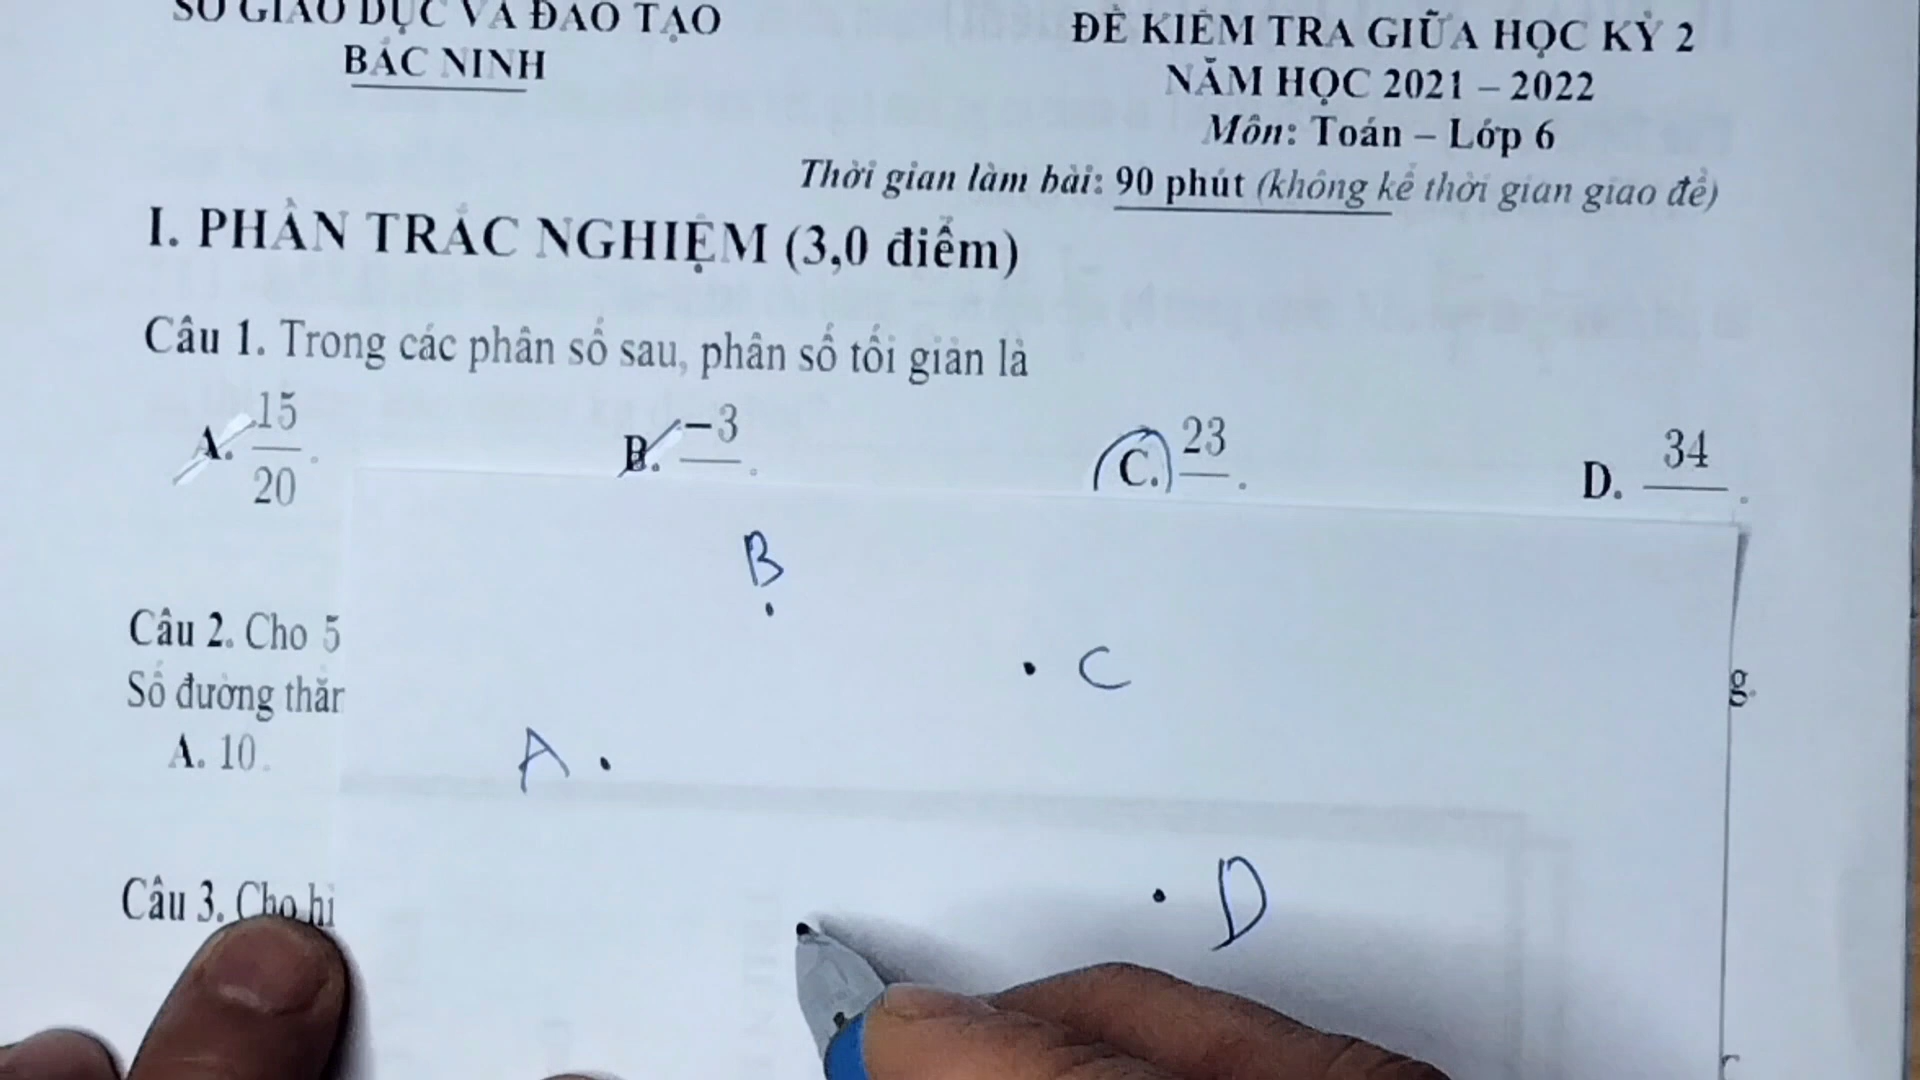 SỞ GIÁO DỤC VÀ ĐÀO TẠO
BẮC NINH
ĐỀ KIỂM TRA GIỮA HỌC KỲ 2
NĂM HỌC 2021 – 2022
Môn: Toán – Lớp 6
Thời gian làm bài: 90 phút (không kể thời gian giao đề)
I. PHẦN TRẮC NGHIỆM (3,0 điểm)
Câu 1. Trong các phân số sau, phân số tối giản là
A. 15/20. B. −3 . C. 23 . D. 34 .
B
Câu 2. Cho 5
C
Số đường g.
A. 10.
A
D
Câu 3. Cho